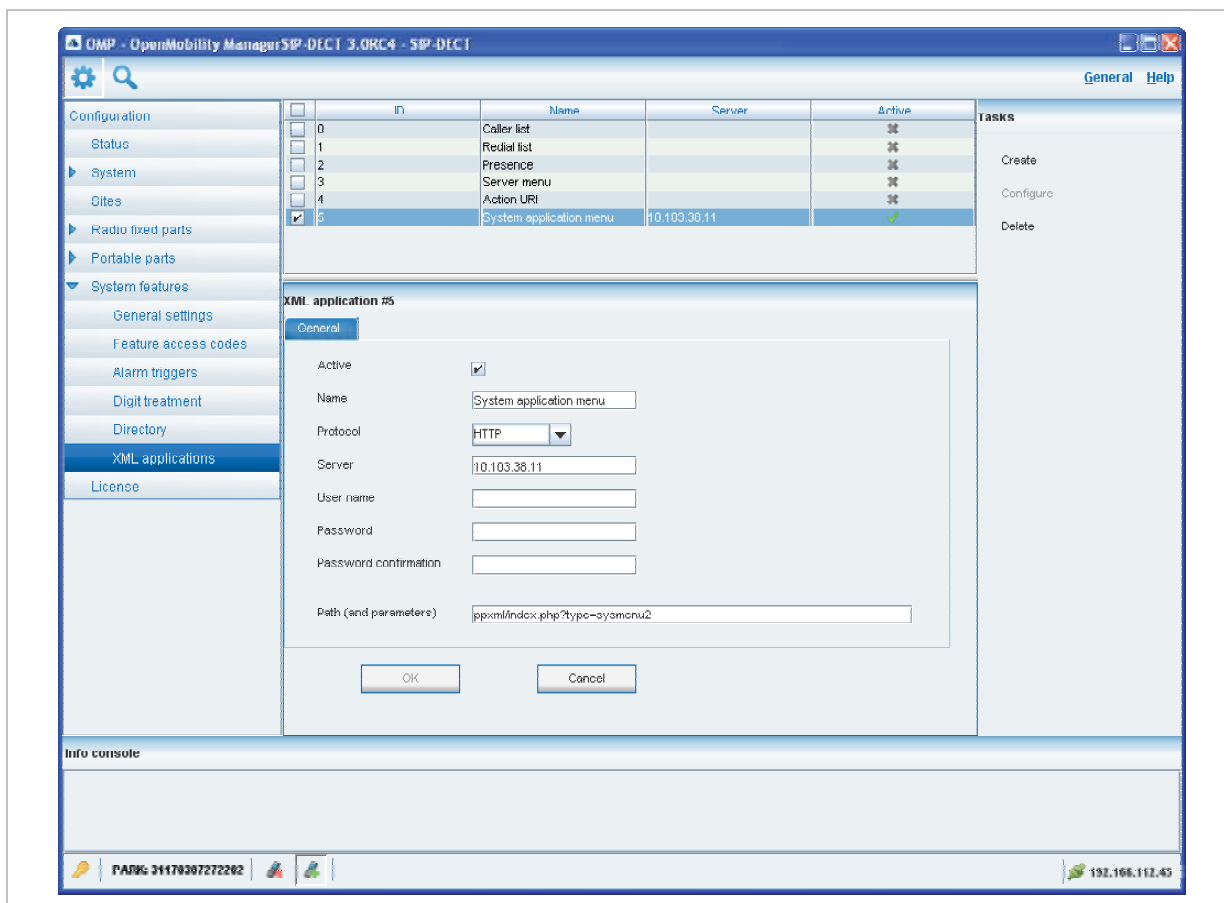 OMP - OpenMobility Manager SIP-DECT 3.0RC4 - SIP-DECT
General Help
Configuration
Status
System
Sites
Radio fixed parts
Portable parts
System features
General settings
Feature access codes
Alarm triggers
Digit treatment
Directory
XML applications
License
ID Name Server Active
0 Caller list
1 Redial list
2 Presence
3 Server menu
4 Action URI
5 System application menu 10.103.38.11
Tasks
Create
Configure
Delete
XML application #5
General
Active
Name System application menu
Protocol HTTP
Server 10.103.38.11
User name
Password
Password confirmation
Path (and parameters) ppxml/index.php?type=sysmenu2
OK Cancel
Info console
PARK: 31170307272202
192.168.112.43